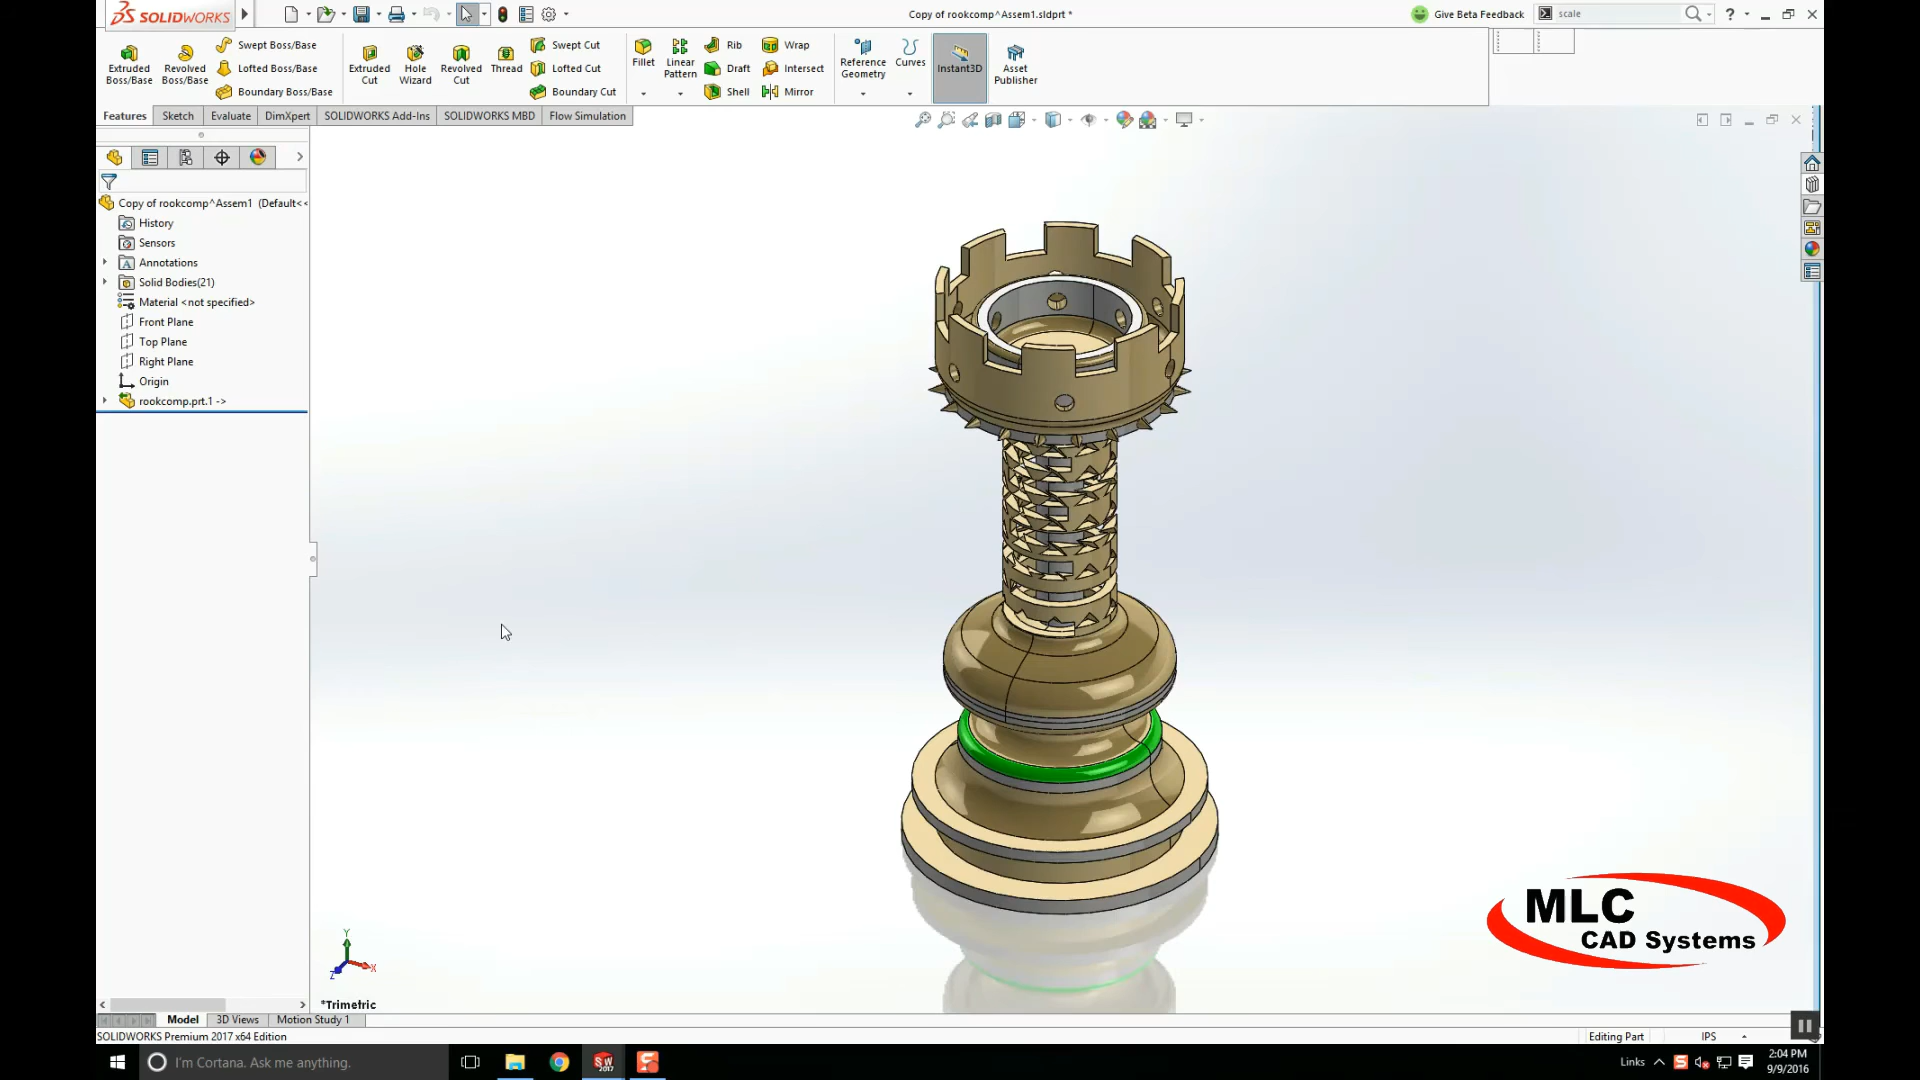 SOLIDWORKS
Copy of rookcomp^Assem1.sldprt *
Give Beta Feedback
scale
Extruded Boss/Base
Revolved Boss/Base
Swept Boss/Base
Lofted Boss/Base
Boundary Boss/Base
Extruded Cut
Hole Wizard
Revolved Cut
Thread
Swept Cut
Lofted Cut
Boundary Cut
Fillet
Linear Pattern
Rib
Draft
Shell
Wrap
Intersect
Mirror
Reference Geometry
Curves
Instant3D
Asset Publisher
Features
Sketch
Evaluate
DimXpert
SOLIDWORKS Add-Ins
SOLIDWORKS MBD
Flow Simulation
Copy of rookcomp^Assem1 (Default<<
History
Sensors
Annotations
Solid Bodies(21)
Material <not specified>
Front Plane
Top Plane
Right Plane
Origin
rookcomp.prt.1 ->
Y
X
Z
*Trimetric
MLC
CAD Systems
Model
3D Views
Motion Study 1
SOLIDWORKS Premium 2017 x64 Edition
Editing Part
IPS
I'm Cortana. Ask me anything.
SW
2017
Links
2:04 PM
9/9/2016